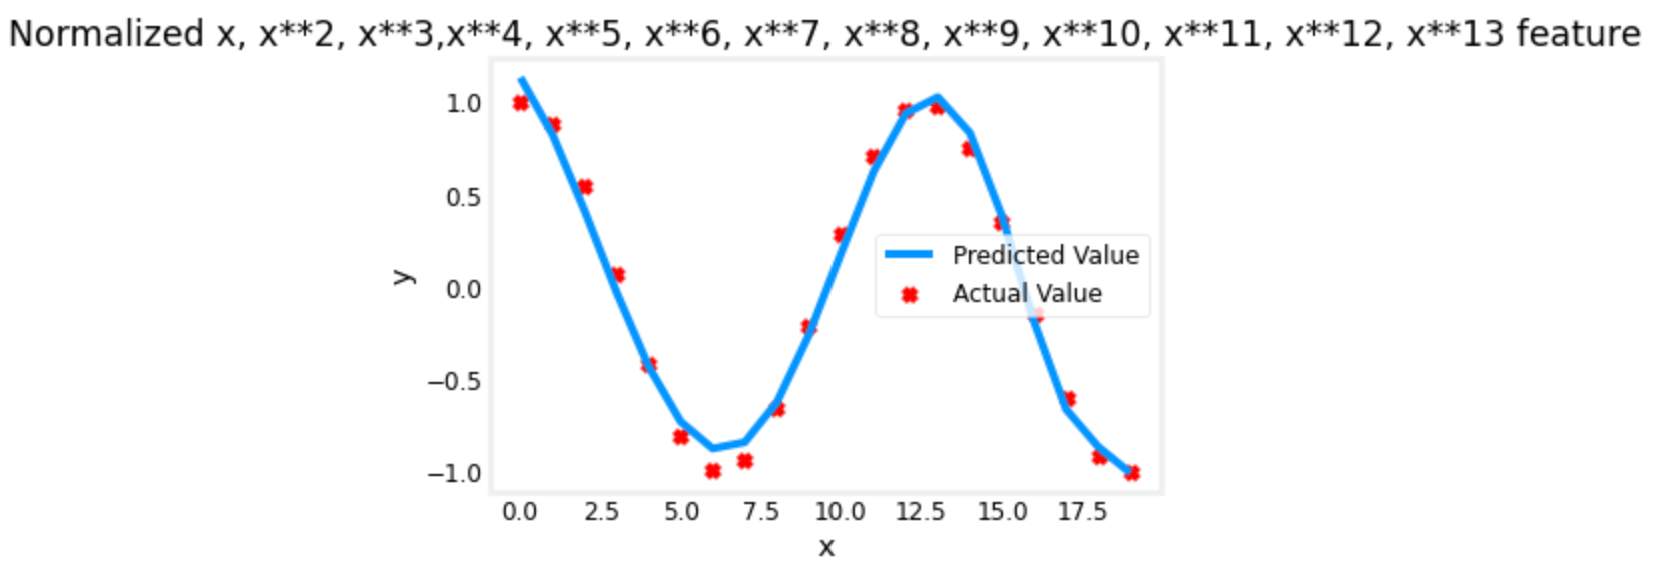 Normalized x, x**2, x**3,x**4, x**5, x**6, x**7, x**8, x**9, x**10, x**11, x**12, x**13 feature
1.0
0.5
0.0
−0.5
−1.0
y
Predicted Value
Actual Value
0.0 2.5 5.0 7.5 10.0 12.5 15.0 17.5
x